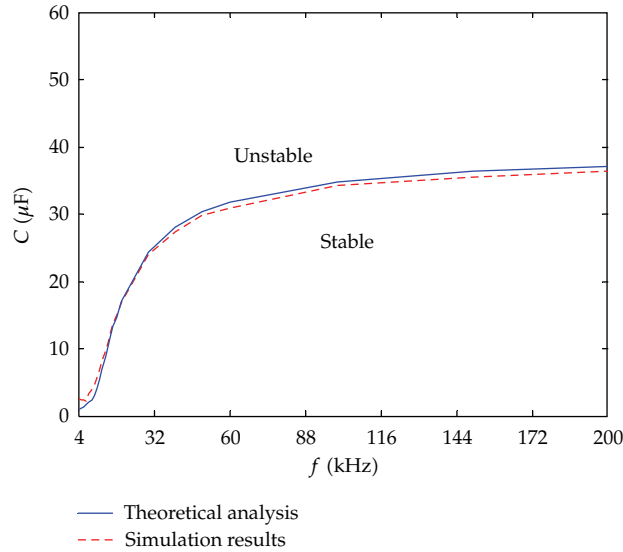 60
50
40
30
20
10
0
C (μF)
Unstable
Stable
4 32 60 88 116 144 172 200
f (kHz)
Theoretical analysis
Simulation results